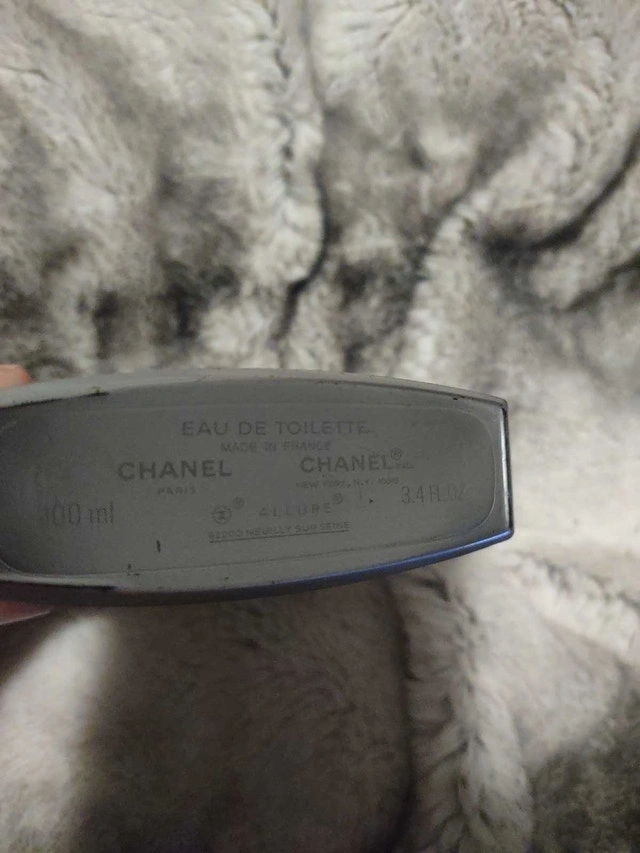 EAU DE TOILETTE
MADE IN FRANCE
CHANEL CHANEL®
PARIS NEW YORK, N.Y.
100 ml ® ALLURE® 3.4 FL OZ
92200 NEUILLY SUR SEINE